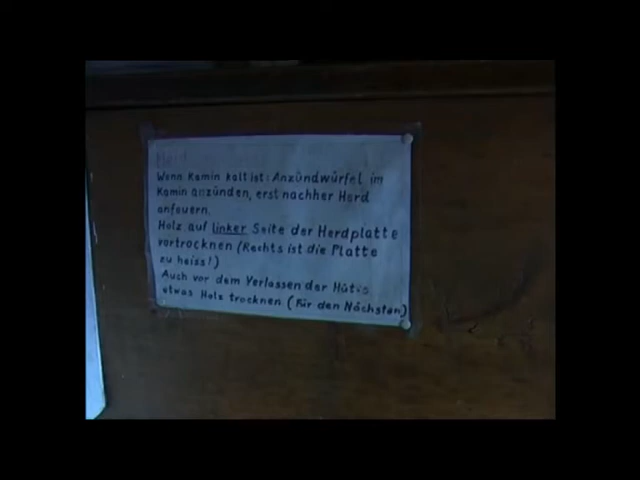 Wenn Kamin kalt ist: Anzündwürfel im
Kamin anzünden, erst nachher Herd
anfeuern.
Holz auf linker Seite der Herdplatte
vortrocknen (Rechts ist die Platte
zu heiss!)
Auch vor dem Verlassen der Hütte
etwas Holz trocknen (Für den Nächsten)